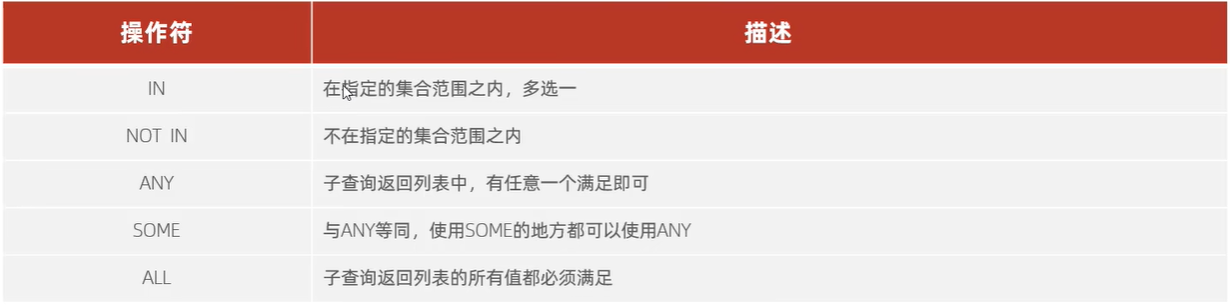 操作符 描述
IN 在指定的集合范围之内，多选一
NOT IN 不在指定的集合范围之内
ANY 子查询返回列表中，有任意一个满足即可
SOME 与ANY等同，使用SOME的地方都可以使用ANY
ALL 子查询返回列表的所有值都必须满足